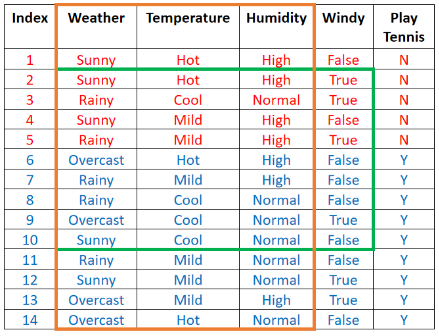 Index Weather Temperature Humidity Windy Play
Tennis
1 Sunny Hot High False N
2 Sunny Hot High True N
3 Rainy Cool Normal True N
4 Sunny Mild High False N
5 Rainy Mild High True N
6 Overcast Hot High False Y
7 Rainy Mild High False Y
8 Rainy Cool Normal False Y
9 Overcast Cool Normal True Y
10 Sunny Cool Normal False Y
11 Rainy Mild Normal False Y
12 Sunny Mild Normal True Y
13 Overcast Mild High True Y
14 Overcast Hot Normal False Y